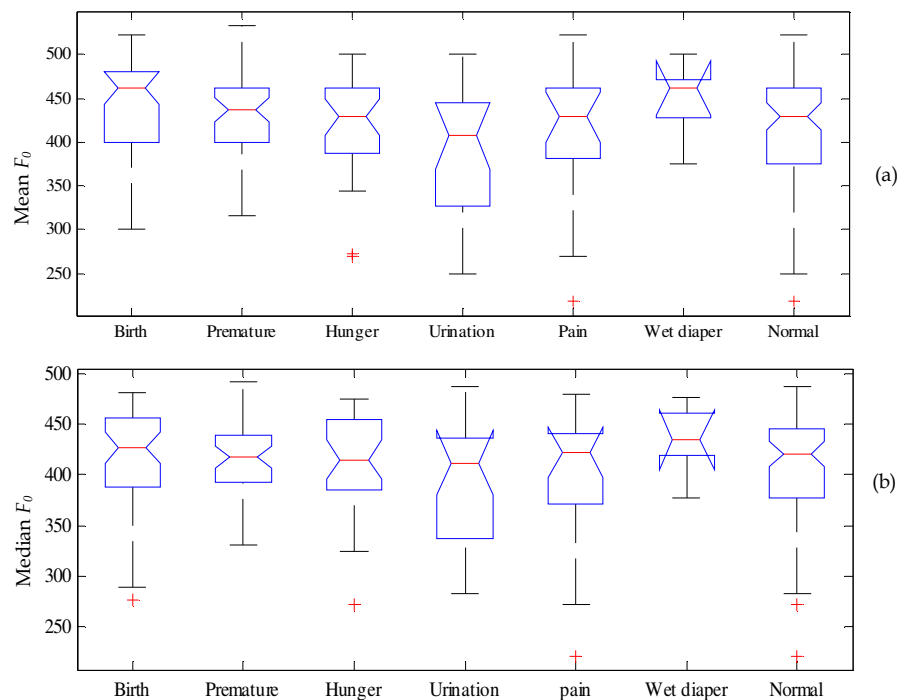 500
450
400
350
300
250
Mean F0
(a)
Birth Premature Hunger Urination Pain Wet diaper Normal
500
450
400
350
300
250
Median F0
(b)
Birth Premature Hunger Urination pain Wet diaper Normal